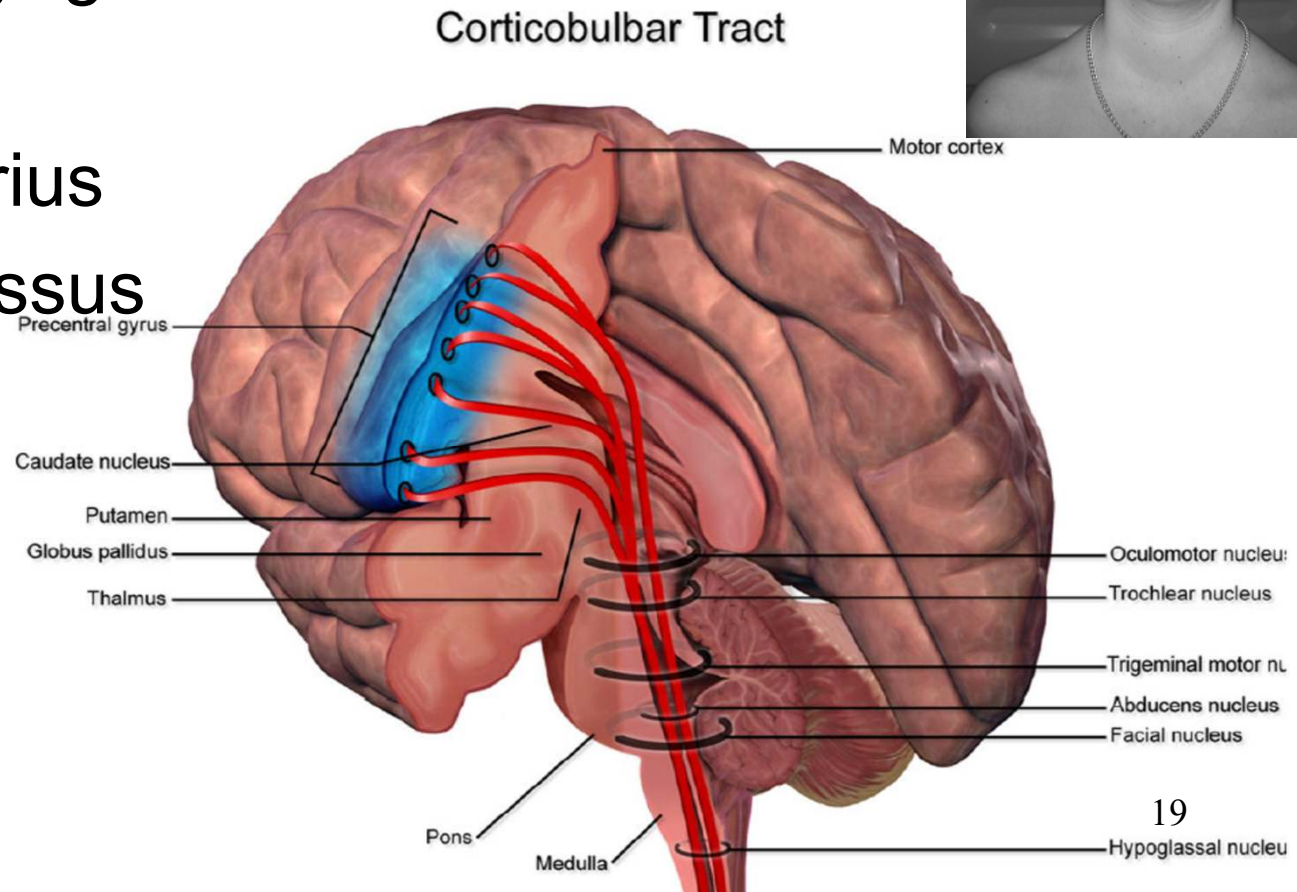 Corticobulbar Tract
Motor cortex
rius
ssus
Precentral gyrus
Caudate nucleus
Putamen
Globus pallidus
Thalmus
Oculomotor nucleu
Trochlear nucleus
Trigeminal motor nu
Abducens nucleus
Facial nucleus
19
Pons
Medulla
Hypoglassal nucleu